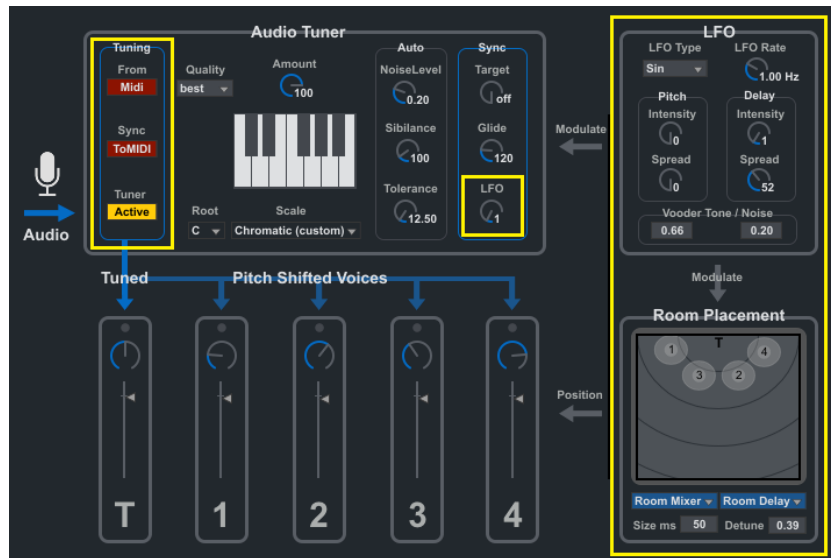 Audio Tuner
LFO
Tuning
Auto
Sync
LFO Type
LFO Rate
From
Midi
Quality
best
Amount
100
NoiseLevel
0.20
Target
off
Sin
1.00 Hz
Pitch
Delay
Sync
ToMIDI
Sibilance
100
Glide
120
Modulate
Intensity
0
Intensity
1
Spread
0
Spread
52
Tuner
Active
Root
C
Scale
Chromatic (custom)
Tolerance
12.50
LFO
1
Vooder Tone / Noise
0.66
0.20
Audio
Tuned
Pitch Shifted Voices
Modulate
Room Placement
T
1
4
3
2
Position
T
1
2
3
4
Room Mixer
Room Delay
Size ms
50
Detune
0.39